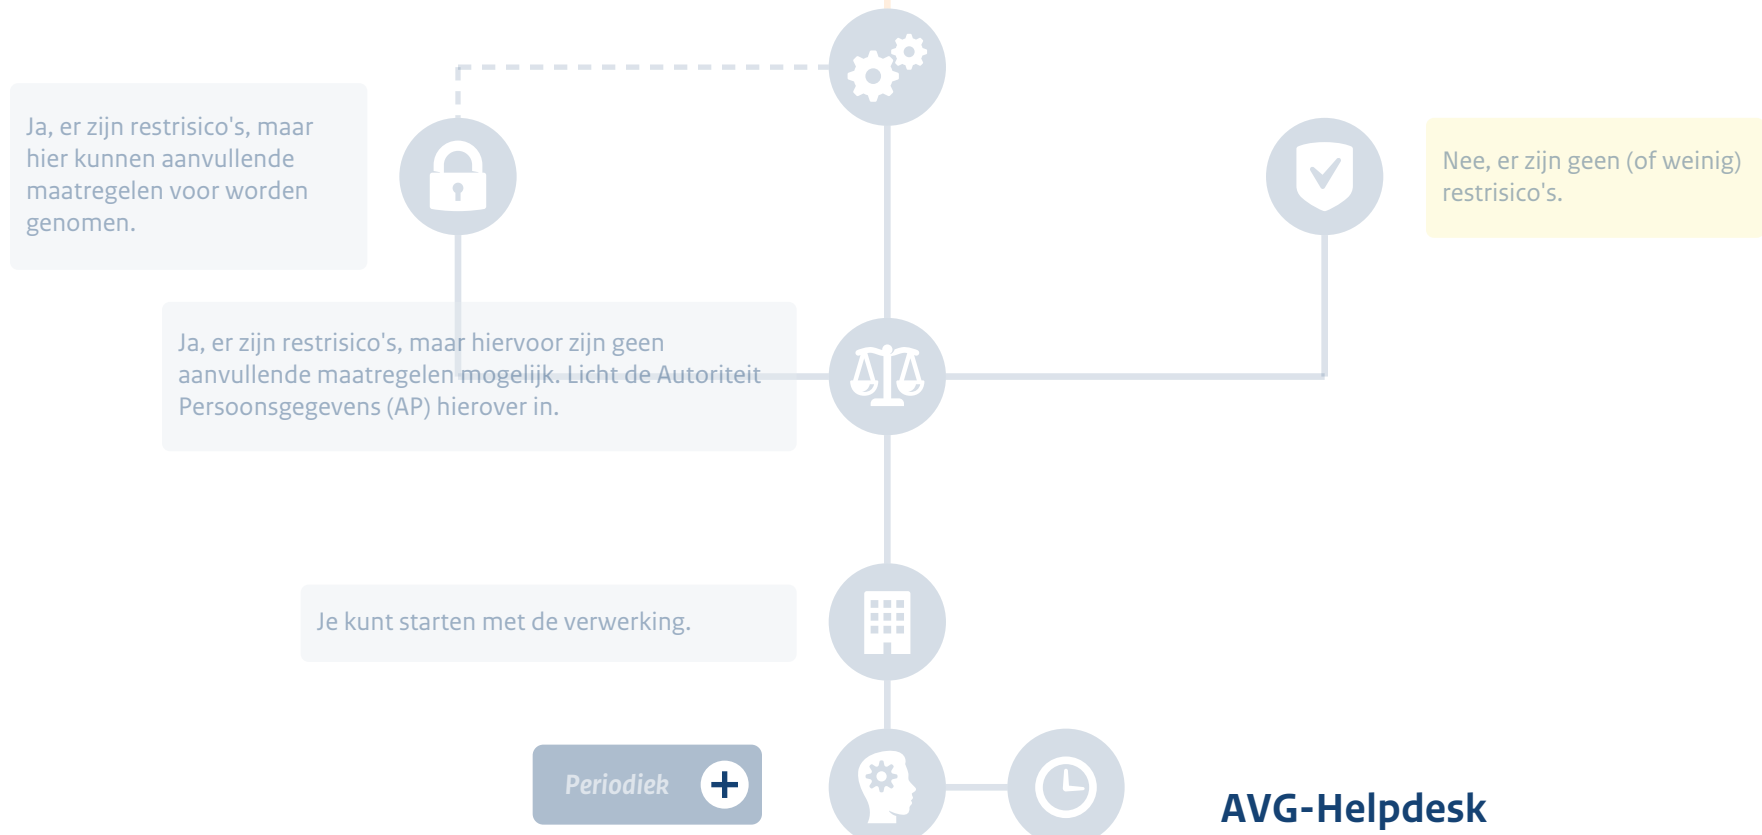 Ja, er zijn restrisico's, maar
hier kunnen aanvullende
maatregelen voor worden
genomen.
Nee, er zijn geen (of weinig)
restrisico's.
Ja, er zijn restrisico's, maar hiervoor zijn geen
aanvullende maatregelen mogelijk. Licht de Autoriteit
Persoonsgegevens (AP) hierover in.
Je kunt starten met de verwerking.
Periodiek
AVG-Helpdesk